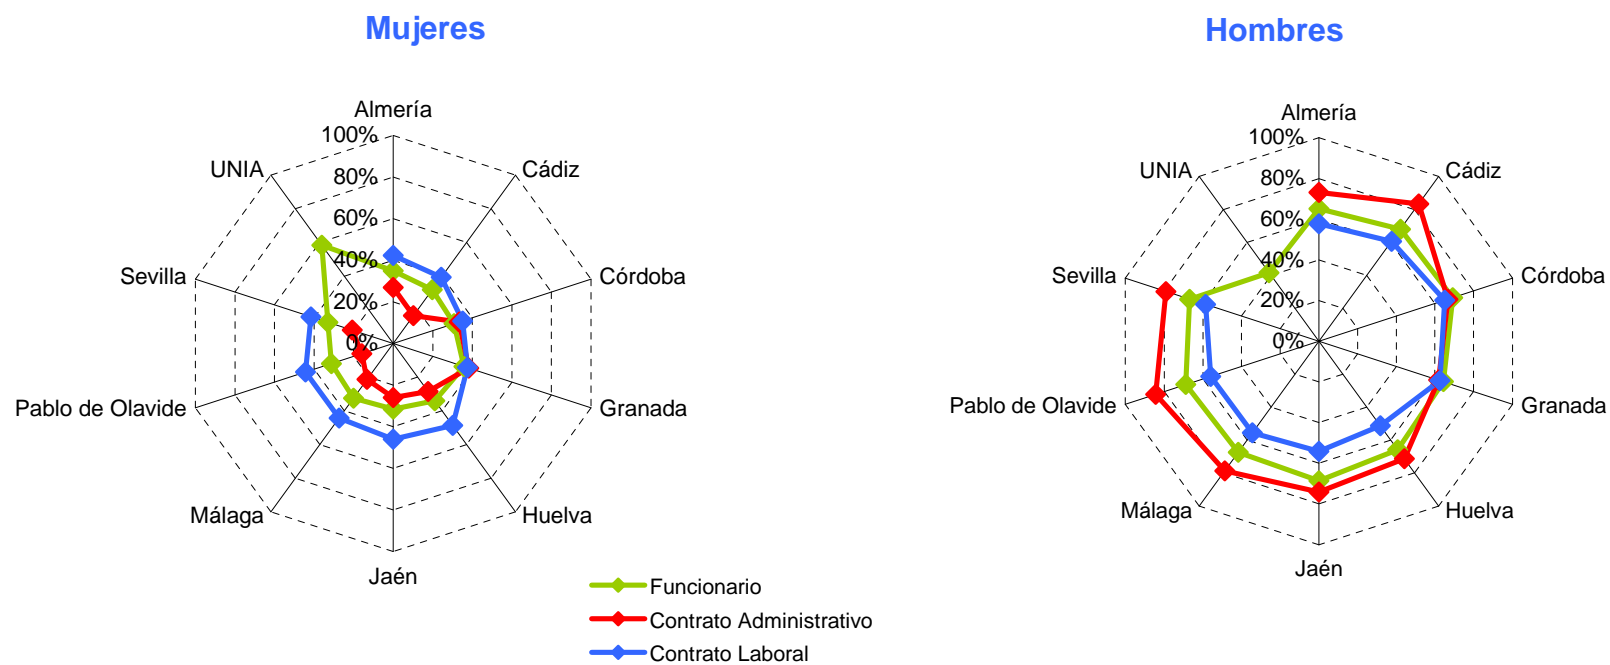 Mujeres
Almería
100%
80%
60%
40%
20%
0%
Cádiz
Córdoba
Granada
Huelva
Jaén
Málaga
Pablo de Olavide
Sevilla
UNIA
Hombres
Almería
100%
80%
60%
40%
20%
0%
Cádiz
Córdoba
Granada
Huelva
Jaén
Málaga
Pablo de Olavide
Sevilla
UNIA
Funcionario
Contrato Administrativo
Contrato Laboral